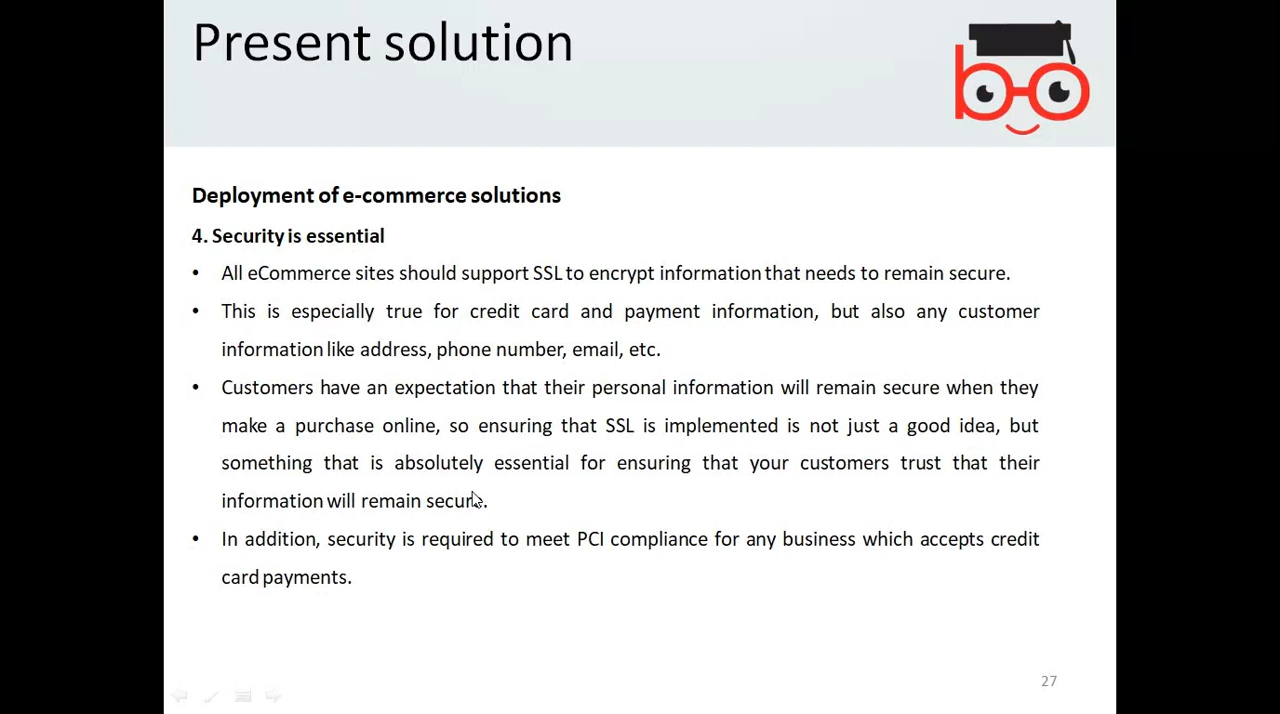 Present solution
Deployment of e-commerce solutions
4. Security is essential
• All eCommerce sites should support SSL to encrypt information that needs to remain secure.
• This is especially true for credit card and payment information, but also any customer
information like address, phone number, email, etc.
• Customers have an expectation that their personal information will remain secure when they
make a purchase online, so ensuring that SSL is implemented is not just a good idea, but
something that is absolutely essential for ensuring that your customers trust that their
information will remain secure.
• In addition, security is required to meet PCI compliance for any business which accepts credit
card payments.
27